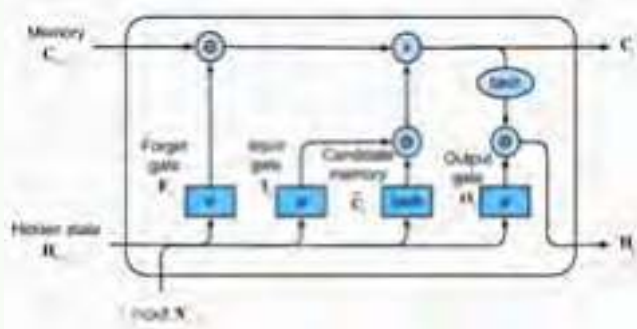 Memory
C
C
tanh
Forget
gate
F
Input
gate
I
Candidate
memory
C̃
Output
gate
O
σ
σ
tanh
σ
Hidden state
H
H
Input X